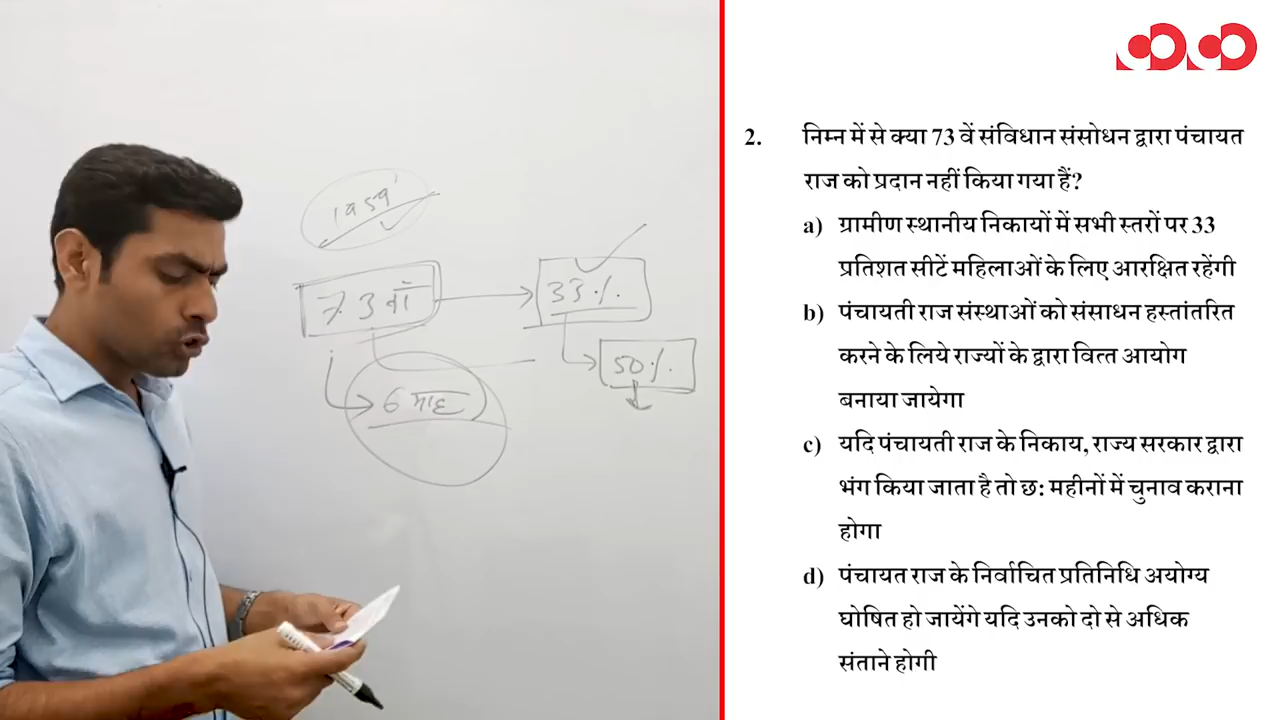 1959
73 वाँ
33%.
50%.
6 माह
2. निम्न में से क्या 73 वें संविधान संसोधन द्वारा पंचायत
राज को प्रदान नहीं किया गया हैं?
a) ग्रामीण स्थानीय निकायों में सभी स्तरों पर 33
प्रतिशत सीटें महिलाओं के लिए आरक्षित रहेंगी
b) पंचायती राज संस्थाओं को संसाधन हस्तांतरित
करने के लिये राज्यों के द्वारा वित्त आयोग
बनाया जायेगा
c) यदि पंचायती राज के निकाय, राज्य सरकार द्वारा
भंग किया जाता है तो छ: महीनों में चुनाव कराना
होगा
d) पंचायत राज के निर्वाचित प्रतिनिधि अयोग्य
घोषित हो जायेंगे यदि उनको दो से अधिक
संताने होगी